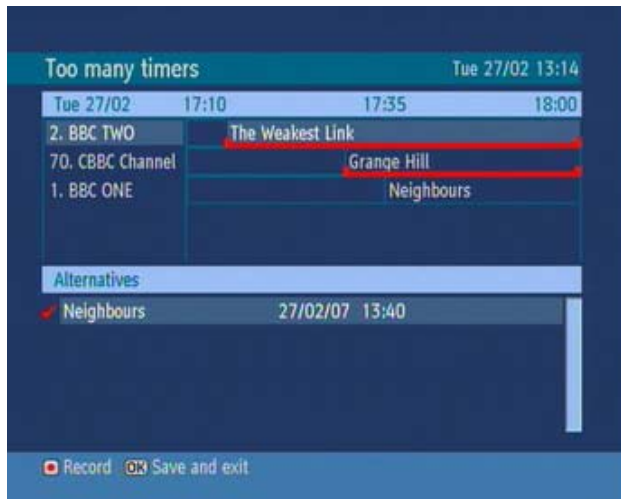 Too many timers Tue 27/02 13:14
Tue 27/02 17:10 17:35 18:00
2. BBC TWO The Weakest Link
70. CBBC Channel Grange Hill
1. BBC ONE Neighbours
Alternatives
Neighbours 27/02/07 13:40
Record OK Save and exit